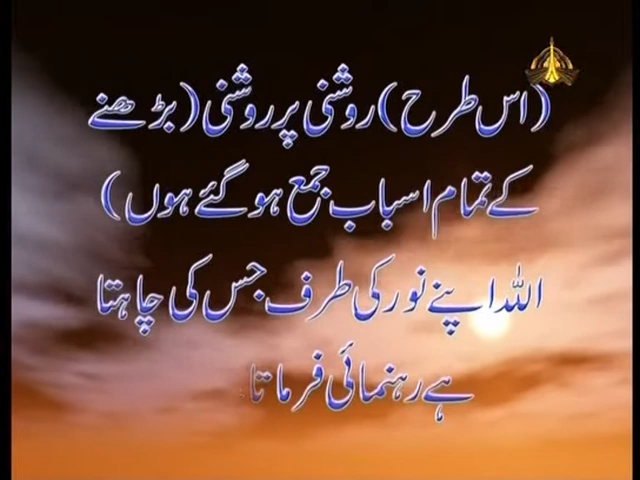 (اس طرح) روشنی پر روشنی (بڑھنے
کے تمام اسباب جمع ہو گئے ہوں)
اللہ اپنے نور کی طرف جس کی چاہتا
ہے رہنمائی فرماتا